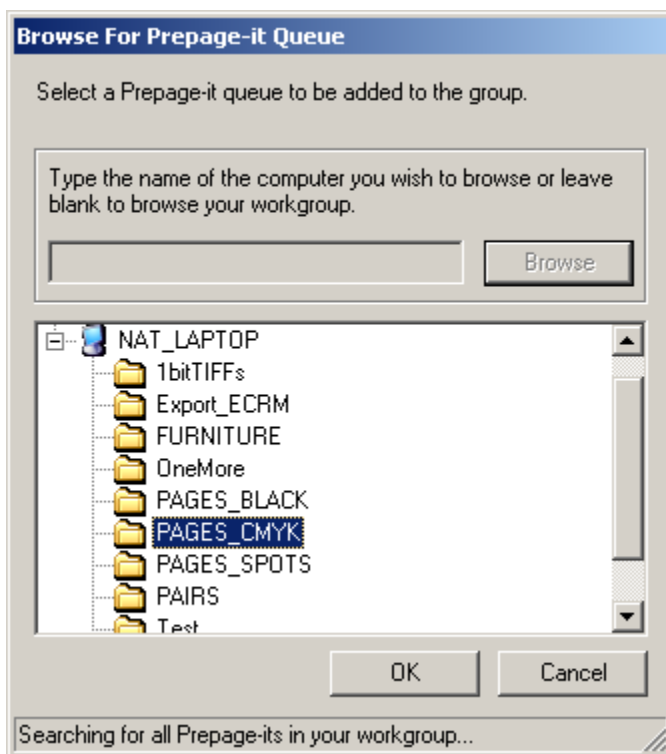 Browse For Prepage-it Queue
Select a Prepage-it queue to be added to the group.
Type the name of the computer you wish to browse or leave
blank to browse your workgroup.
Browse
NAT_LAPTOP
1bitTIFFs
Export_ECRM
FURNITURE
OneMore
PAGES_BLACK
PAGES_CMYK
PAGES_SPOTS
PAIRS
Test
OK Cancel
Searching for all Prepage-its in your workgroup...